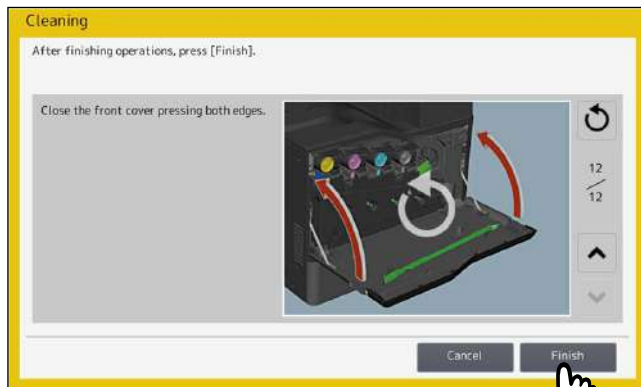 Cleaning
After finishing operations, press [Finish].
Close the front cover pressing both edges.
12
12
Cancel
Finish